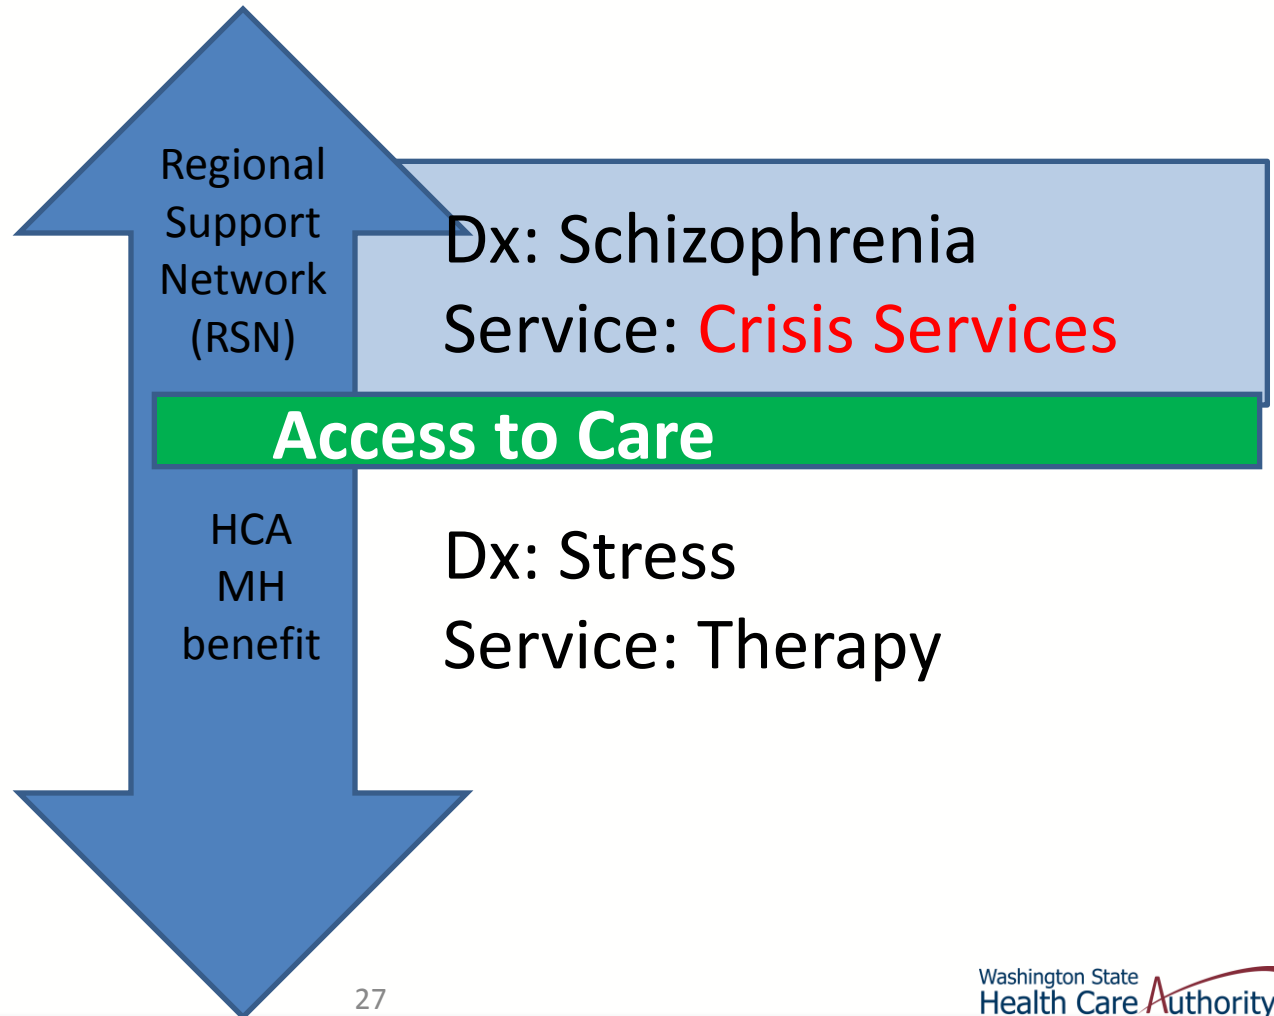 Regional
Support
Network
(RSN)
Dx: Schizophrenia
Service: Crisis Services
Access to Care
HCA
MH
benefit
Dx: Stress
Service: Therapy
27
Washington State
Health Care Authority